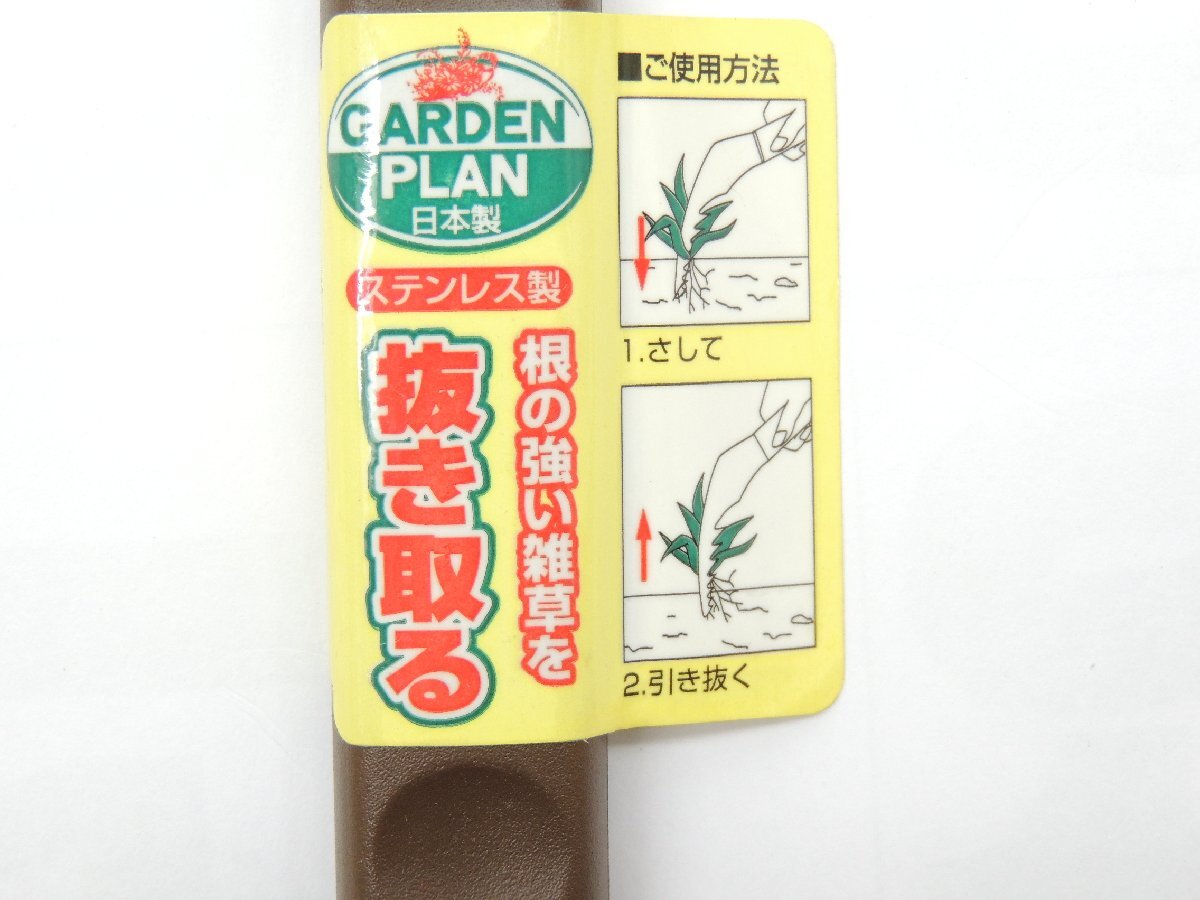 GARDEN
PLAN
日本製
ステンレス製
根の強い雑草を
抜き取る
■ご使用方法
1.さして
2.引き抜く